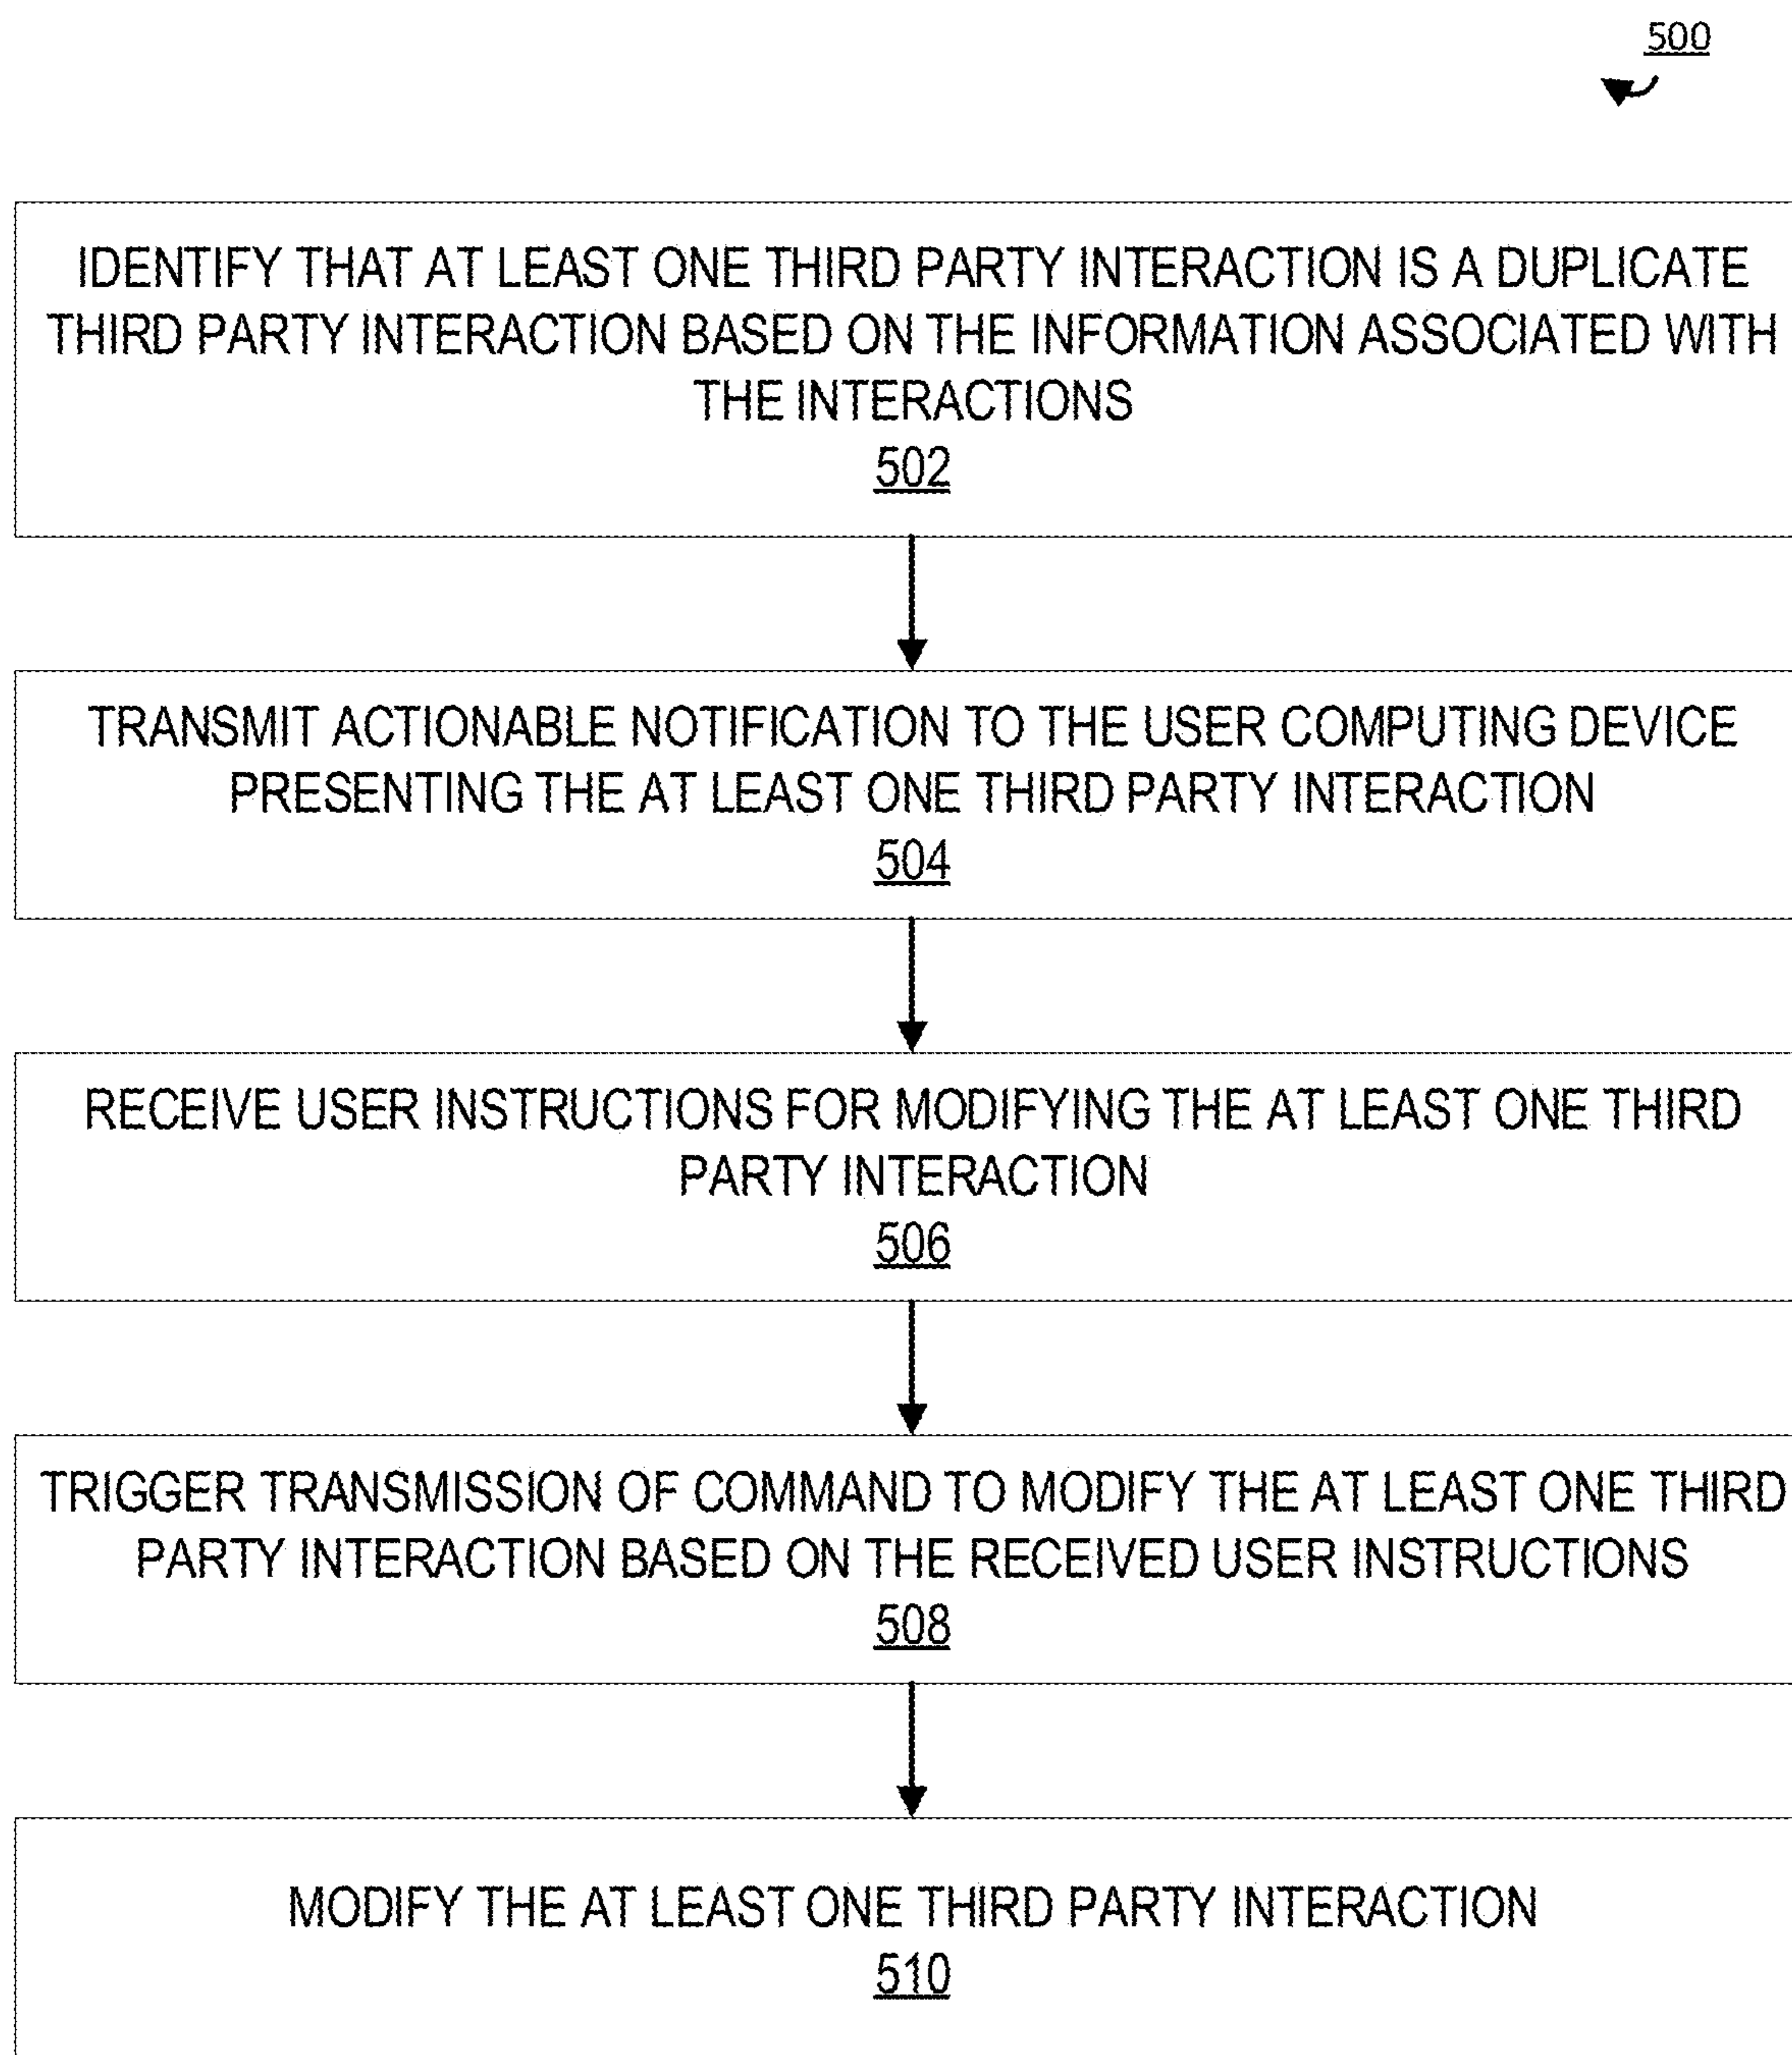 500
IDENTIFY THAT AT LEAST ONE THIRD PARTY INTERACTION IS A DUPLICATE
THIRD PARTY INTERACTION BASED ON THE INFORMATION ASSOCIATED WITH
THE INTERACTIONS
502
TRANSMIT ACTIONABLE NOTIFICATION TO THE USER COMPUTING DEVICE
PRESENTING THE AT LEAST ONE THIRD PARTY INTERACTION
504
RECEIVE USER INSTRUCTIONS FOR MODIFYING THE AT LEAST ONE THIRD
PARTY INTERACTION
506
TRIGGER TRANSMISSION OF COMMAND TO MODIFY THE AT LEAST ONE THIRD
PARTY INTERACTION BASED ON THE RECEIVED USER INSTRUCTIONS
508
MODIFY THE AT LEAST ONE THIRD PARTY INTERACTION
510